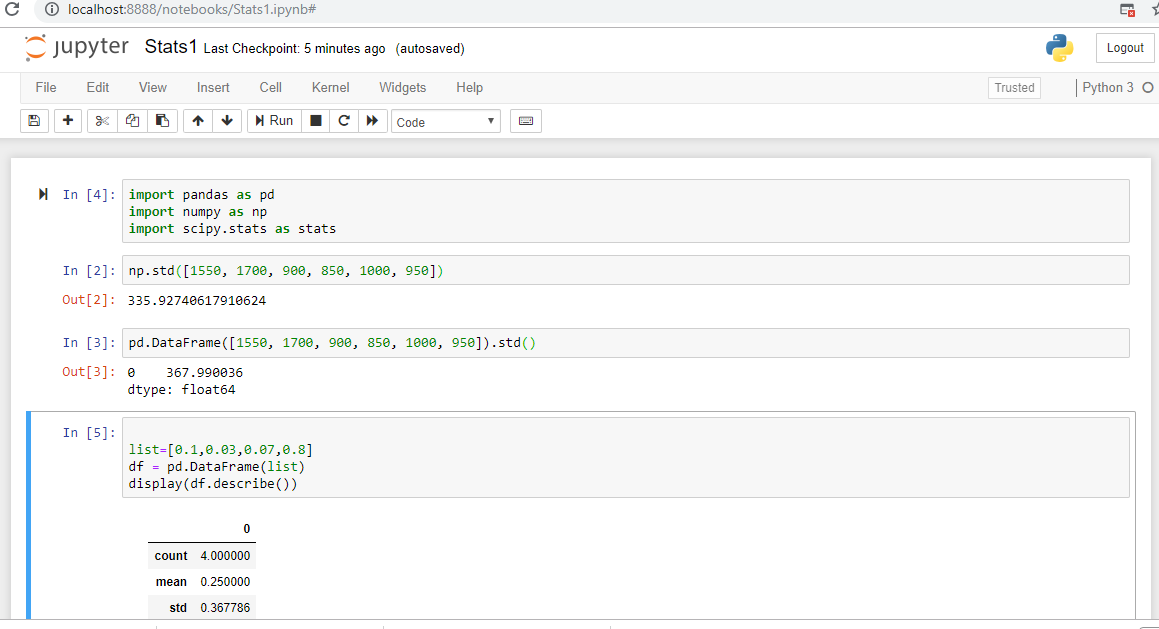 localhost:8888/notebooks/Stats1.ipynb#
jupyter Stats1 Last Checkpoint: 5 minutes ago (autosaved)
Logout
File Edit View Insert Cell Kernel Widgets Help
Trusted Python 3
Run Code
In [4]: import pandas as pd
import numpy as np
import scipy.stats as stats
In [2]: np.std([1550, 1700, 900, 850, 1000, 950])
Out[2]: 335.92740617910624
In [3]: pd.DataFrame([1550, 1700, 900, 850, 1000, 950]).std()
Out[3]: 0    367.990036
dtype: float64
In [5]:
list=[0.1,0.03,0.07,0.8]
df = pd.DataFrame(list)
display(df.describe())
0
count 4.000000
mean 0.250000
std 0.367786